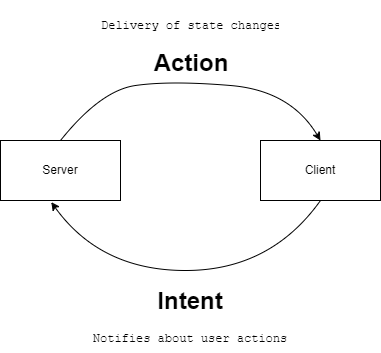 Delivery of state changes
Action
Server
Client
Intent
Notifies about user actions